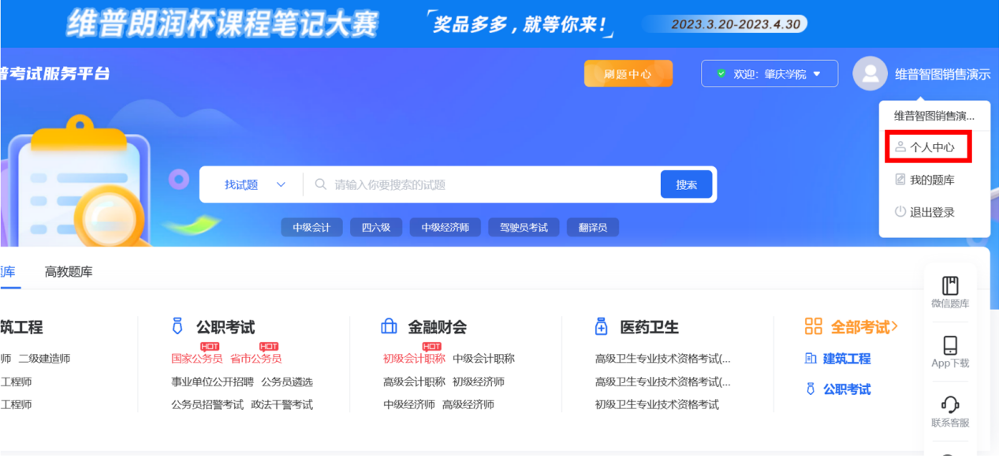 维普朗润杯课程笔记大赛 「奖品多多，就等你来！」 2023.3.20-2023.4.30
普考试服务平台 刷题中心 欢迎: 肇庆学院 维普智图销售演示
维普智图销售演...
个人中心
我的题库
退出登录
找试题 请输入你要搜索的试题 搜索
中级会计 四六级 中级经济师 驾驶员考试 翻译员
题库 高教题库
筑工程
师 二级建造师
工程师
工程师
公职考试
HOT HOT
国家公务员 省市公务员
事业单位公开招聘 公务员遴选
公务员招警考试 政法干警考试
金融财会
HOT
初级会计职称 中级会计职称
高级会计职称 初级经济师
中级经济师 高级经济师
医药卫生
高级卫生专业技术资格考试(...
高级卫生专业技术资格考试(...
初级卫生专业技术资格考试
全部考试>
建筑工程
公职考试
微信题库
App下载
联系客服